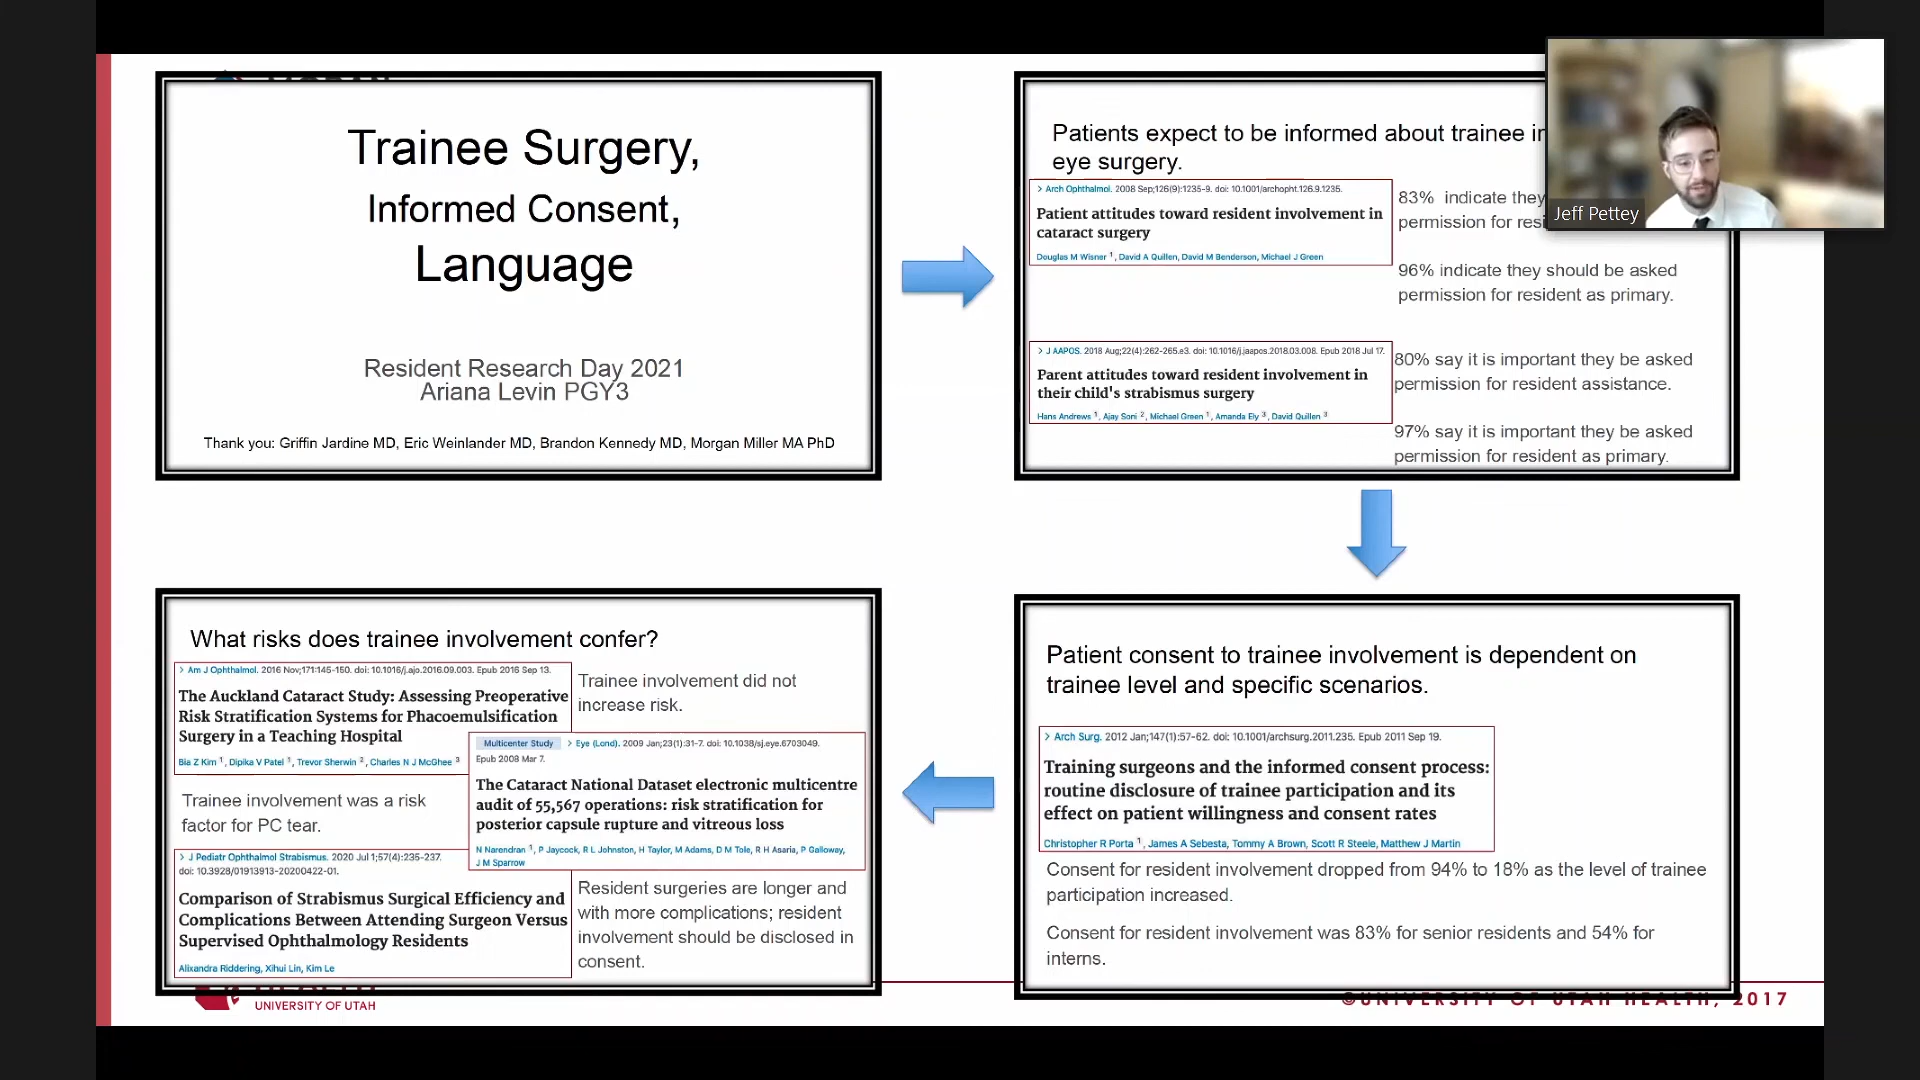 Trainee Surgery,
Informed Consent,
Language
Resident Research Day 2021
Ariana Levin PGY3
Thank you: Griffin Jardine MD, Eric Weinlander MD, Brandon Kennedy MD, Morgan Miller MA PhD
Patients expect to be informed about trainee
eye surgery.
> Arch Ophthalmol. 2008 Sep;126(9):1235-9. doi: 10.1001/archopht.126.9.1235.
Patient attitudes toward resident involvement in
cataract surgery
Douglas M Wisner 1, David A Quillen, David M Benderson, Michael J Green
83% indicate they
permission for
96% indicate they should be asked
permission for resident as primary.
> J AAPOS. 2018 Aug;22(4):262-265.e3. doi: 10.1016/j.jaapos.2018.03.008. Epub 2018 Jul 17.
Parent attitudes toward resident involvement in
their child's strabismus surgery
Hans Andrews 1, Ajay Soni 2, Michael Green 1, Amanda Ely 3, David Quillen 3
80% say it is important they be asked
permission for resident assistance.
97% say it is important they be asked
permission for resident as primary.
Jeff Pettey
Patient consent to trainee involvement is dependent on
trainee level and specific scenarios.
> Arch Surg. 2012 Jan;147(1):57-62. doi: 10.1001/archsurg.2011.235. Epub 2011 Sep 19.
Training surgeons and the informed consent process:
routine disclosure of trainee participation and its
effect on patient willingness and consent rates
Christopher R Porta 1, James A Sebesta, Tommy A Brown, Scott R Steele, Matthew J Martin
Consent for resident involvement dropped from 94% to 18% as the level of trainee
participation increased.
Consent for resident involvement was 83% for senior residents and 54% for
interns.
What risks does trainee involvement confer?
> Am J Ophthalmol. 2016 Nov;171:145-150. doi: 10.1016/j.ajo.2016.09.003. Epub 2016 Sep 13.
The Auckland Cataract Study: Assessing Preoperative
Risk Stratification Systems for Phacoemulsification
Surgery in a Teaching Hospital
Bia Z Kim 1, Dipika V Patel 1, Trevor Sherwin 2, Charles N J McGhee 3
Trainee involvement did not
increase risk.
Multicenter Study > Eye (Lond). 2009 Jan;23(1):31-7. doi: 10.1038/sj.eye.6703049.
Epub 2008 Mar 7.
The Cataract National Dataset electronic multicentre
audit of 55,567 operations: risk stratification for
posterior capsule rupture and vitreous loss
N Narendran 1, P Jaycock, R L Johnston, H Taylor, M Adams, D M Tole, R H Asaria, P Galloway,
J M Sparrow
Trainee involvement was a risk
factor for PC tear.
> J Pediatr Ophthalmol Strabismus. 2020 Jul 1;57(4):235-237.
doi: 10.3928/01913913-20200422-01.
Comparison of Strabismus Surgical Efficiency and
Complications Between Attending Surgeon Versus
Supervised Ophthalmology Residents
Alixandra Riddering, Xihui Lin, Kim Le
Resident surgeries are longer and
with more complications; resident
involvement should be disclosed in
consent.
UNIVERSITY OF UTAH
©UNIVERSITY OF UTAH HEALTH, 2017